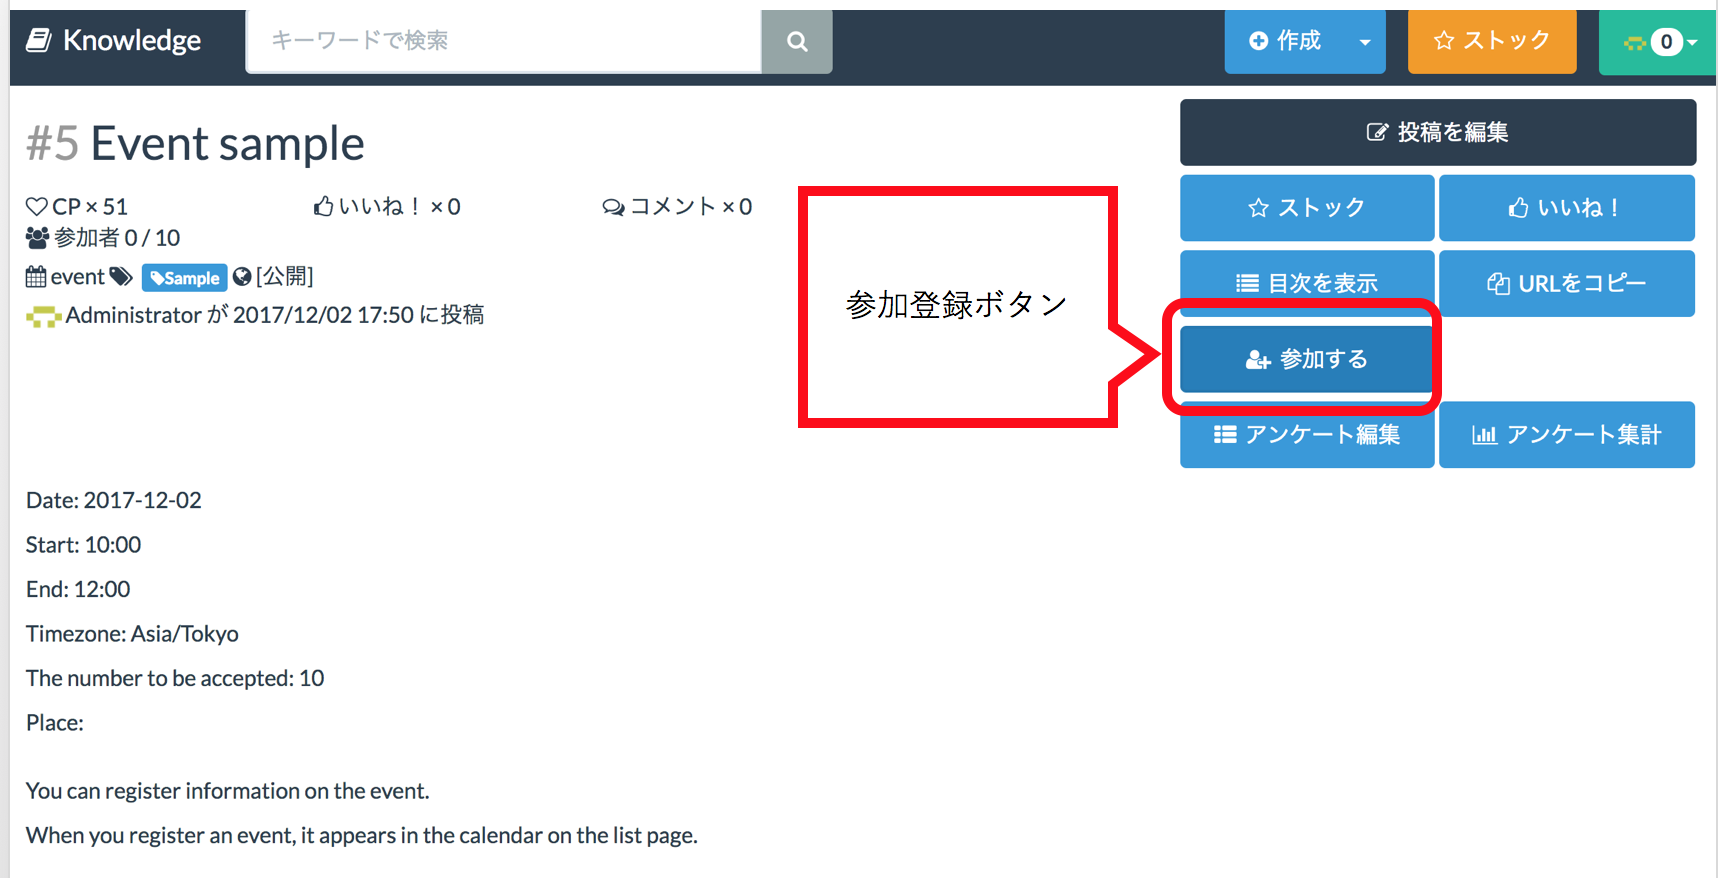 Knowledge
キーワードで検索
作成
ストック
0
#5 Event sample
CP × 51
いいね！ × 0
コメント × 0
参加者 0 / 10
event Sample [公開]
Administrator が 2017/12/02 17:50 に投稿
参加登録ボタン
投稿を編集
ストック
いいね！
目次を表示
URLをコピー
参加する
アンケート編集
アンケート集計
Date: 2017-12-02
Start: 10:00
End: 12:00
Timezone: Asia/Tokyo
The number to be accepted: 10
Place:
You can register information on the event.
When you register an event, it appears in the calendar on the list page.